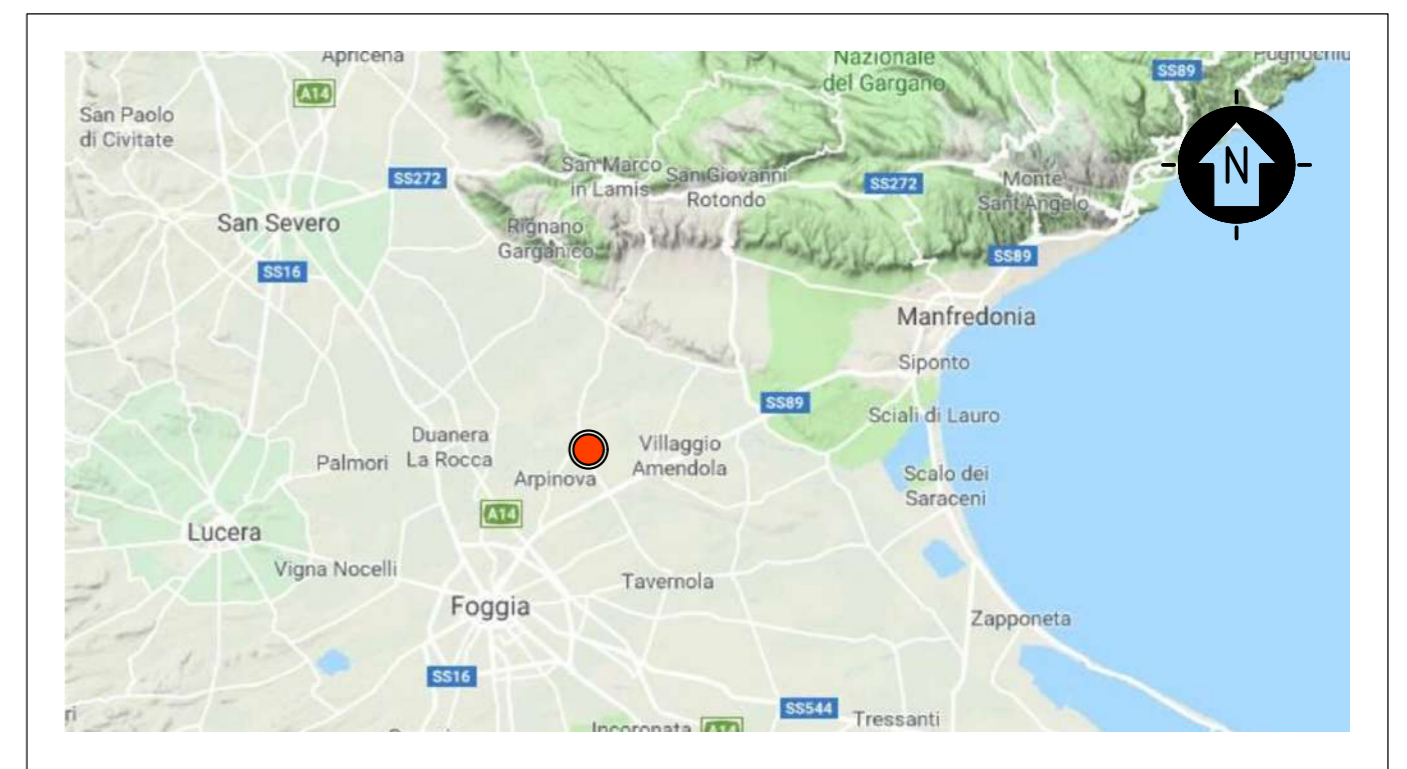 Apricena
Nazionale
del Gargano
SS89
A14
San Paolo
di Civitate
N
SS272
San Marco
in Lamis
San Giovanni
Rotondo
SS272
Monte
Sant'Angelo
San Severo
Rignano
Garganico
SS89
SS16
Manfredonia
Siponto
SS89
Sciali di Lauro
Duanera
La Rocca
Palmori
Villaggio
Amendola
Arpinova
Scalo dei
Saraceni
A14
Lucera
Vigna Nocelli
Tavernola
Foggia
Zapponeta
SS16
SS544
Tressanti
Incoronata
A14